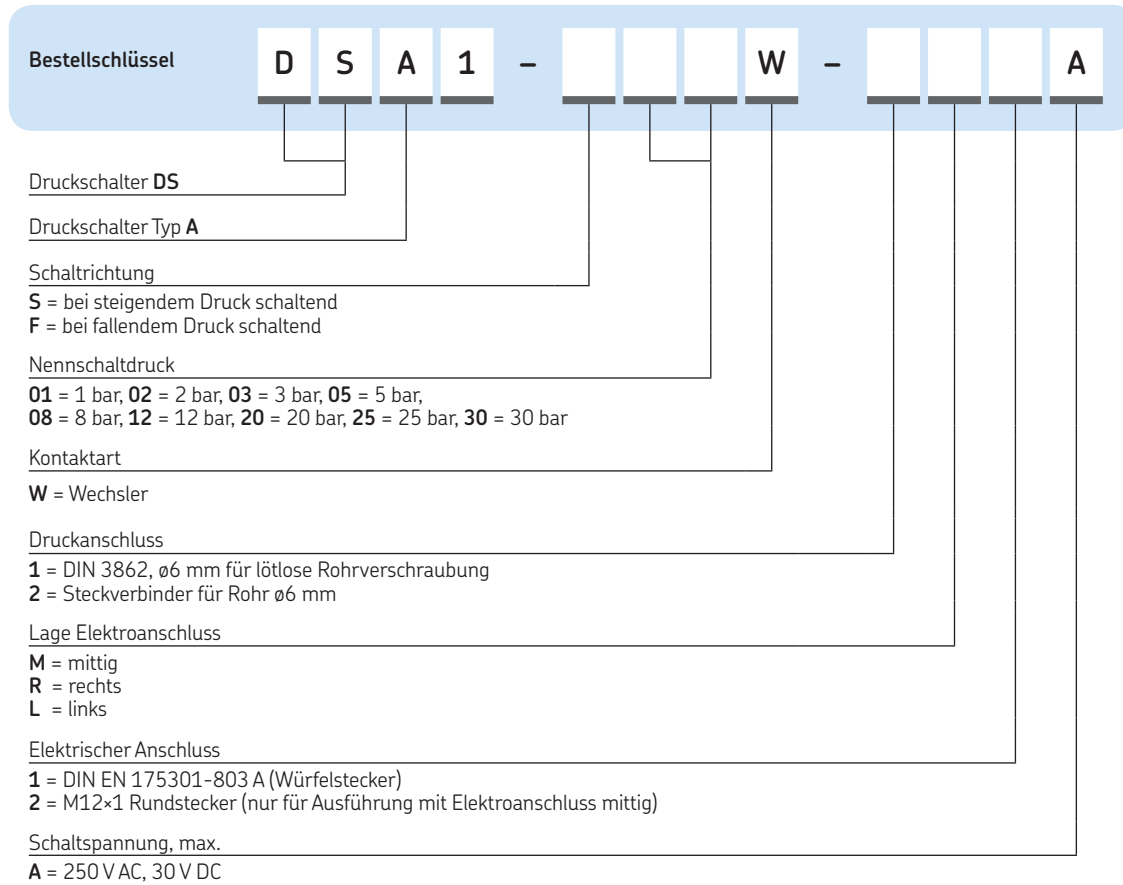 Bestellschlüssel
D S A 1 – W – A
Druckschalter DS
Druckschalter Typ A
Schaltrichtung
S = bei steigendem Druck schaltend
F = bei fallendem Druck schaltend
Nennschaltdruck
01 = 1 bar, 02 = 2 bar, 03 = 3 bar, 05 = 5 bar,
08 = 8 bar, 12 = 12 bar, 20 = 20 bar, 25 = 25 bar, 30 = 30 bar
Kontaktart
W = Wechsler
Druckanschluss
1 = DIN 3862, ø6 mm für lötlose Rohrverschraubung
2 = Steckverbinder für Rohr ø6 mm
Lage Elektroanschluss
M = mittig
R = rechts
L = links
Elektrischer Anschluss
1 = DIN EN 175301-803 A (Würfelstecker)
2 = M12×1 Rundstecker (nur für Ausführung mit Elektroanschluss mittig)
Schaltspannung, max.
A = 250 V AC, 30 V DC